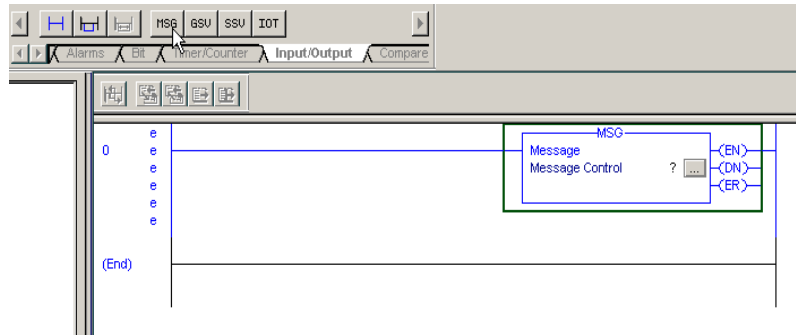 MSG GSV SSV IOT
Alarms Bit Timer/Counter Input/Output Compare
MSG
e
0 e Message (EN)
e Message Control ? ... (DN)
e (ER)
e
e
(End)